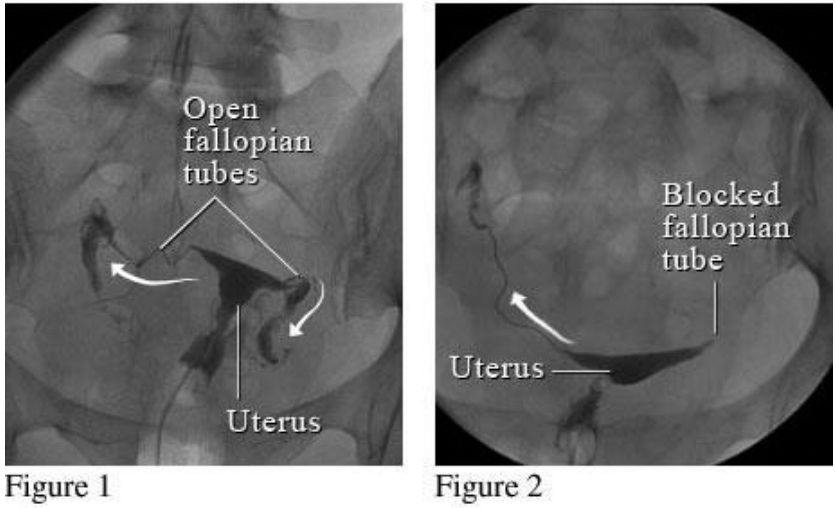 Open
fallopian
tubes
Uterus
Figure 1
Blocked
fallopian
tube
Uterus
Figure 2